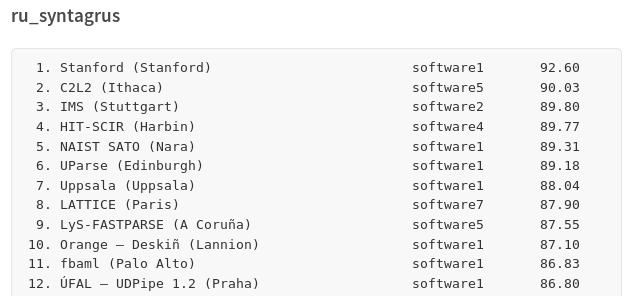 ru_syntagrus
1. Stanford (Stanford) software1 92.60
2. C2L2 (Ithaca) software5 90.03
3. IMS (Stuttgart) software2 89.80
4. HIT-SCIR (Harbin) software4 89.77
5. NAIST SATO (Nara) software1 89.31
6. UParse (Edinburgh) software1 89.18
7. Uppsala (Uppsala) software1 88.04
8. LATTICE (Paris) software7 87.90
9. LyS-FASTPARSE (A Coruña) software5 87.55
10. Orange – Deskiñ (Lannion) software1 87.10
11. fbaml (Palo Alto) software1 86.83
12. ÚFAL – UDPipe 1.2 (Praha) software1 86.80